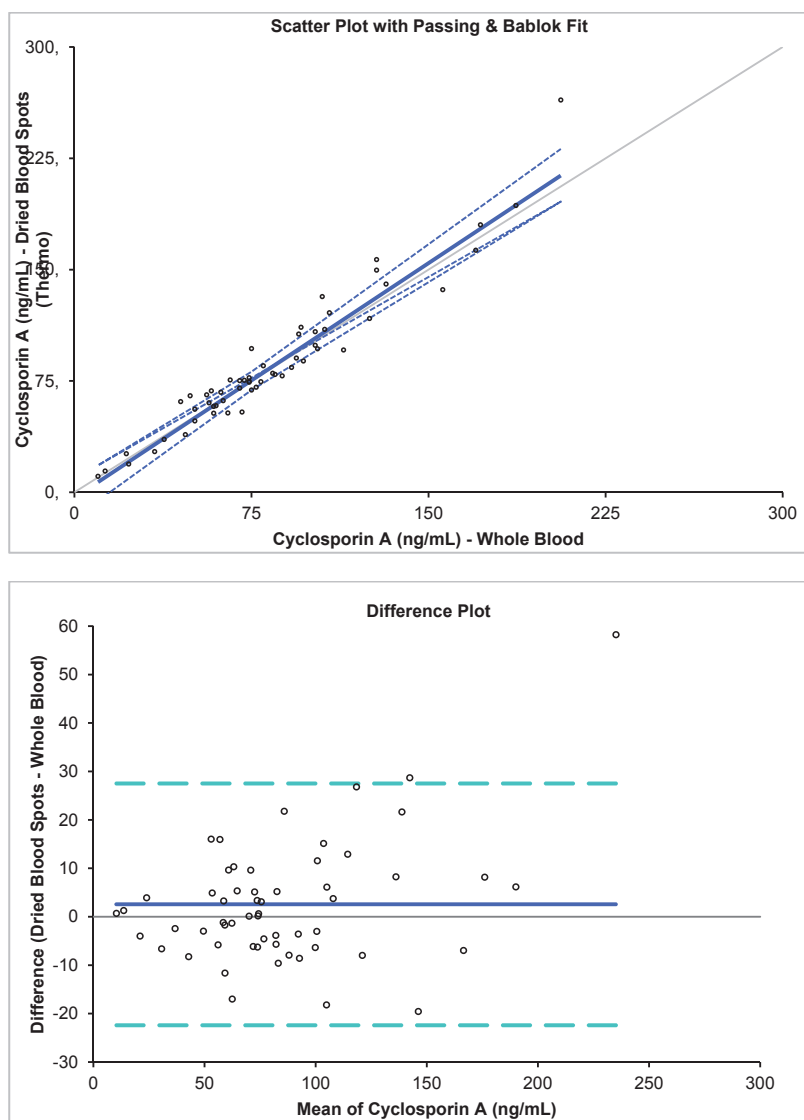 Scatter Plot with Passing & Bablok Fit
300,
225,
150,
75,
0,
Cyclosporin A (ng/mL) - Dried Blood Spots
(Thermo)
0 75 150 225 300
Cyclosporin A (ng/mL) - Whole Blood
Difference Plot
60
50
40
30
20
10
0
-10
-20
-30
Difference (Dried Blood Spots - Whole Blood)
0 50 100 150 200 250 300
Mean of Cyclosporin A (ng/mL)